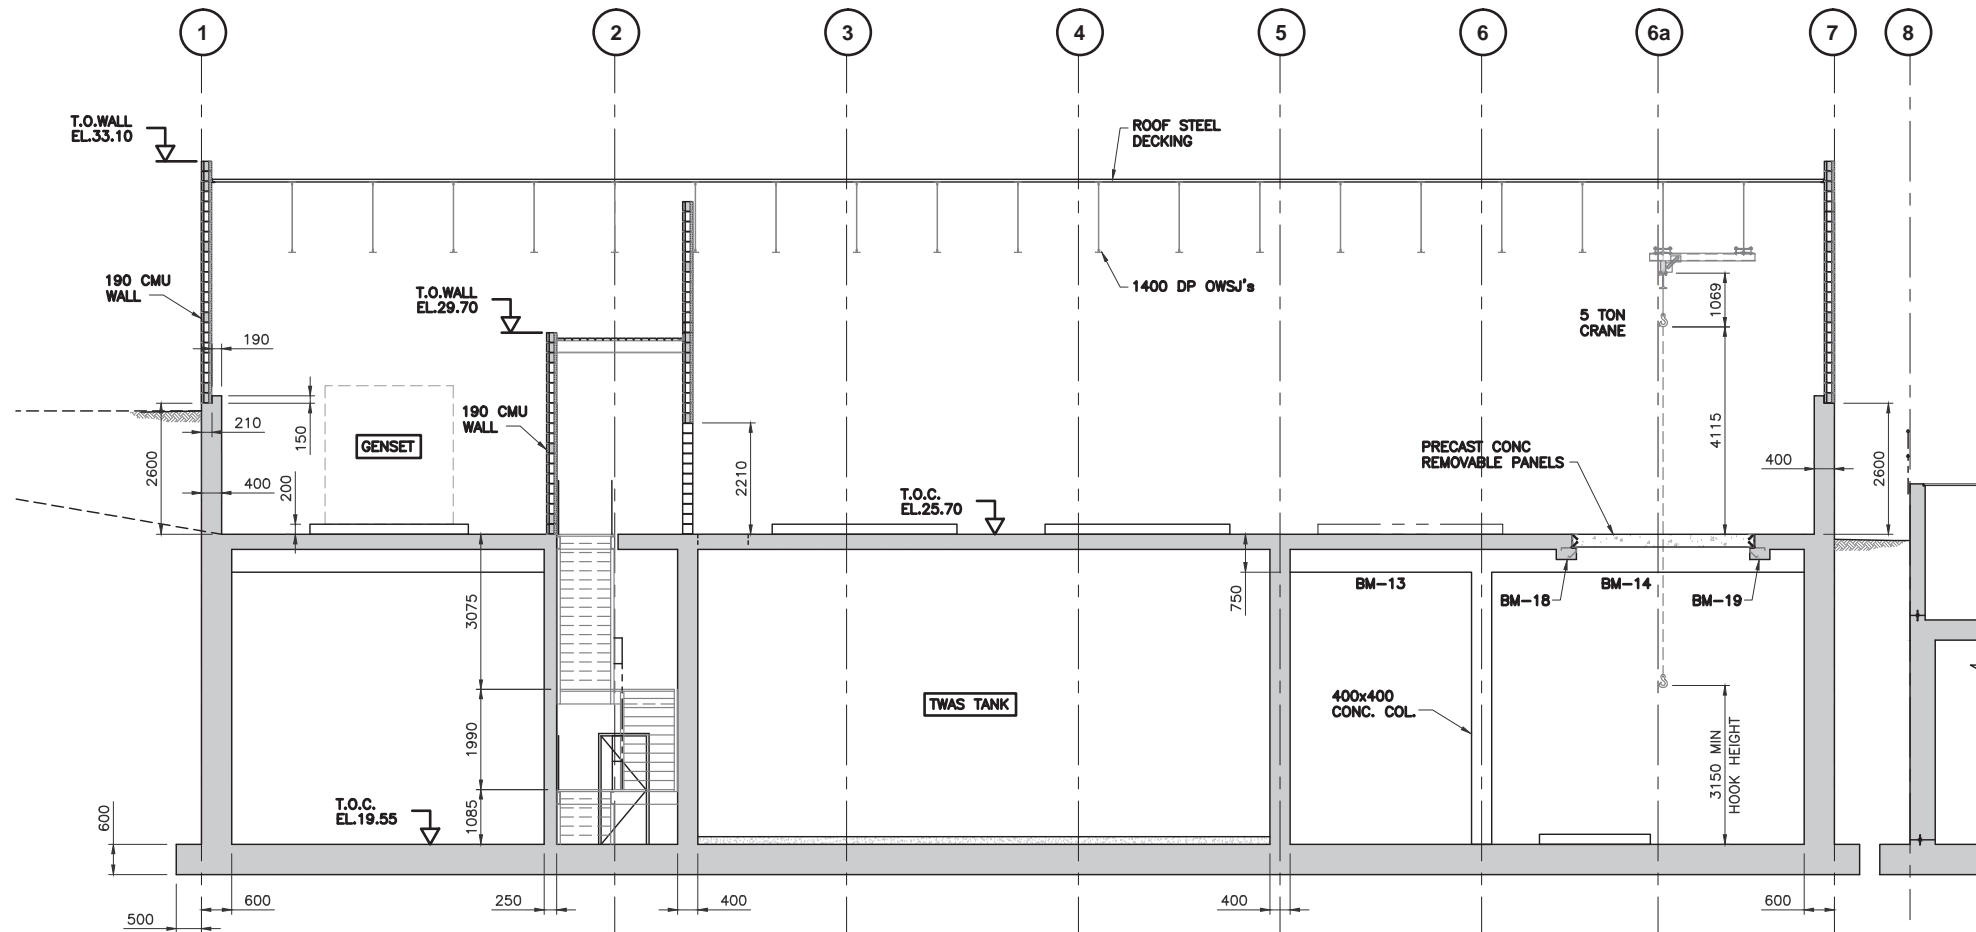 1 2 3 4 5 6 6a 7 8
T.O.WALL
EL.33.10
ROOF STEEL
DECKING
190 CMU
WALL
T.O.WALL
EL.29.70
1400 DP OWSJ's
5 TON
CRANE
1069
190
4115
210
150
2600
400
200
GENSET
190 CMU
WALL
2210
T.O.C.
EL.25.70
PRECAST CONC
REMOVABLE PANELS
400
2600
3075
750
BM-13
BM-18
BM-14
BM-19
1990
TWAS TANK
400x400
CONC. COL.
3150 MIN
HOOK HEIGHT
600
T.O.C.
EL.19.55
1085
500
600
250
400
400
600